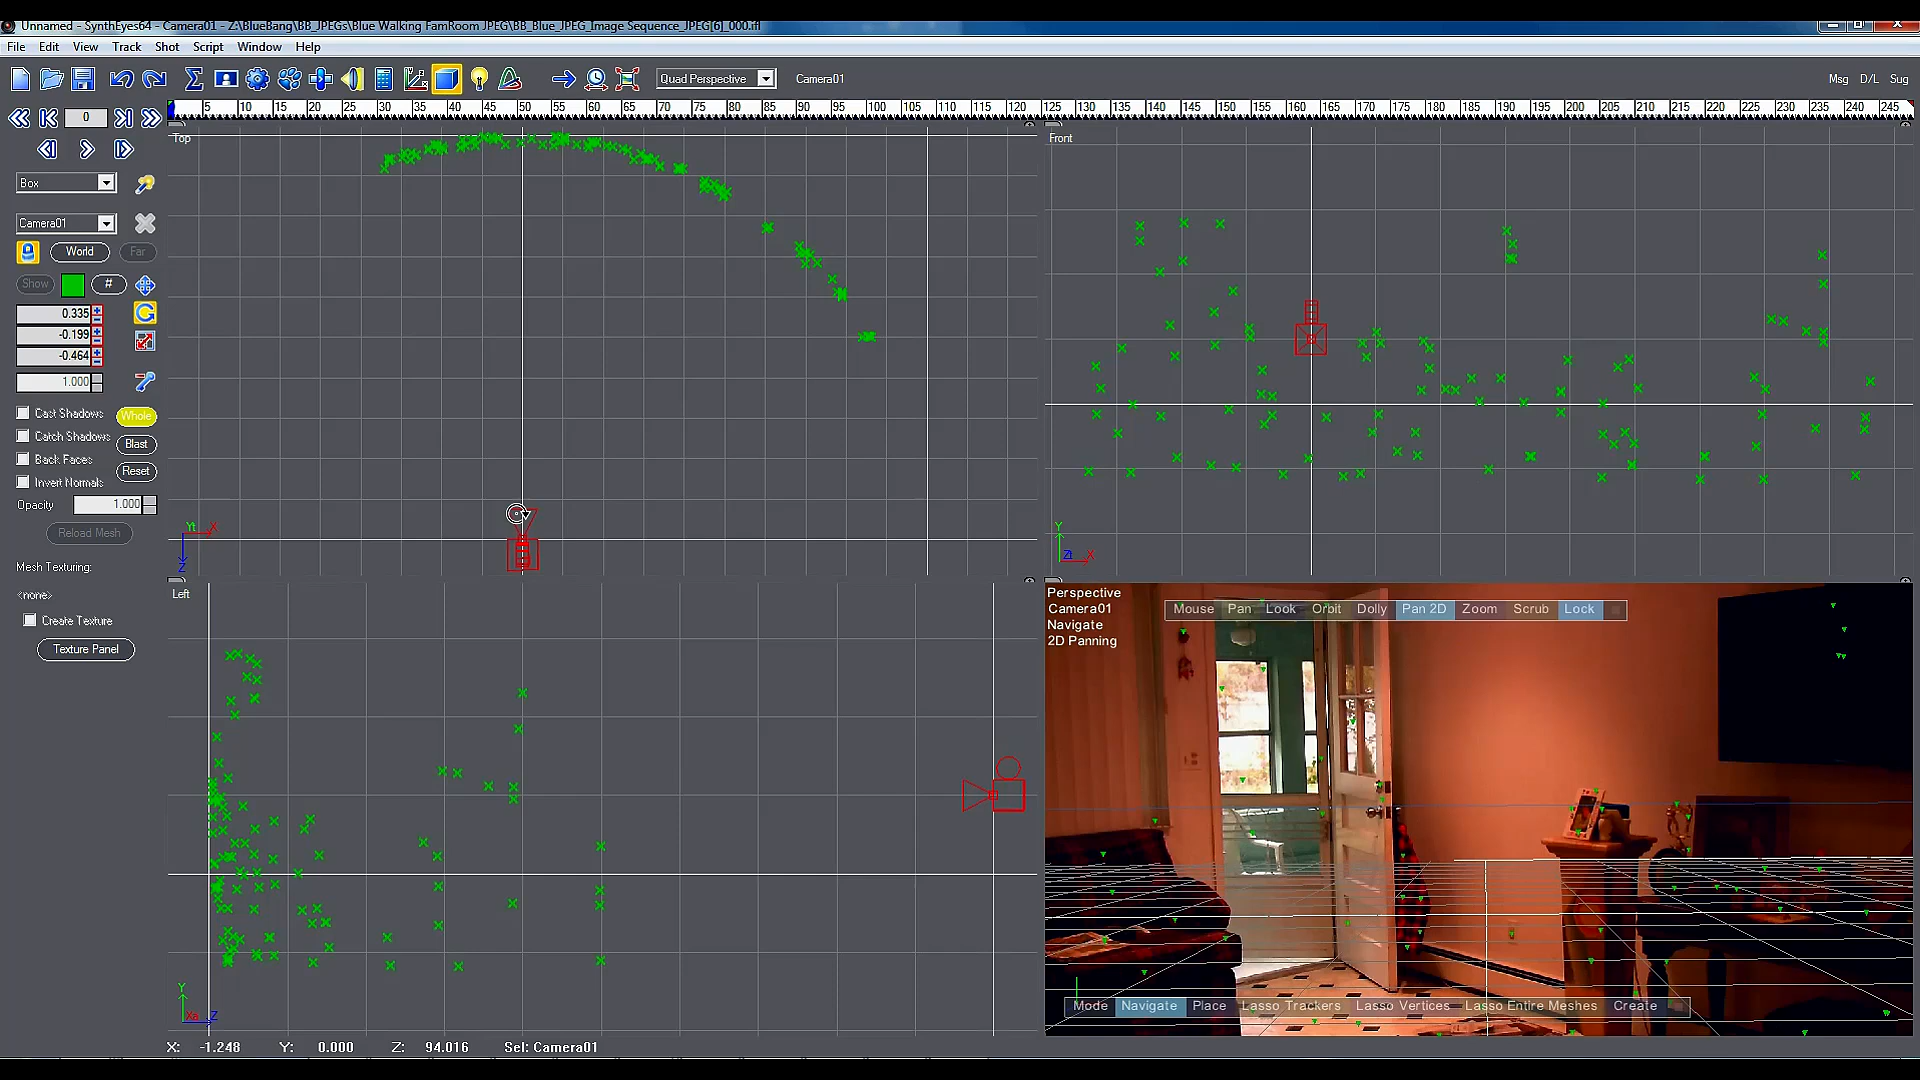 Unnamed - SynthEyes64 - Camera01 - Z:\BlueBang\BB_JPEGs\Blue Walking FamRoom JPEG\BB_Blue_JPEG_Image Sequence_JPEG[6]_000.ifl
File Edit View Track Shot Script Window Help
Quad Perspective Camera01 Msg D/L Sug
0 5 10 15 20 25 30 35 40 45 50 55 60 65 70 75 80 85 90 95 100 105 110 115 120 125 130 135 140 145 150 155 160 165 170 175 180 185 190 195 200 205 210 215 220 225 230 235 240 245
Top
Front
Box
Camera01
World Far
Show #
0.335
-0.199
-0.464
1.000
Cast Shadows Whole
Catch Shadows Blast
Back Faces Reset
Invert Normals
Opacity 1.000
Reload Mesh
Mesh Texturing:
<none>
Create Texture
Texture Panel
Yt X
Z
Y
Zt X
Left
Y
Xa Z
Perspective
Camera01
Navigate
2D Panning
Mouse Pan Look Orbit Dolly Pan 2D Zoom Scrub Lock
Mode Navigate Place Lasso Trackers Lasso Vertices Lasso Entire Meshes Create
X: -1.248 Y: 0.000 Z: 94.016 Sel: Camera01